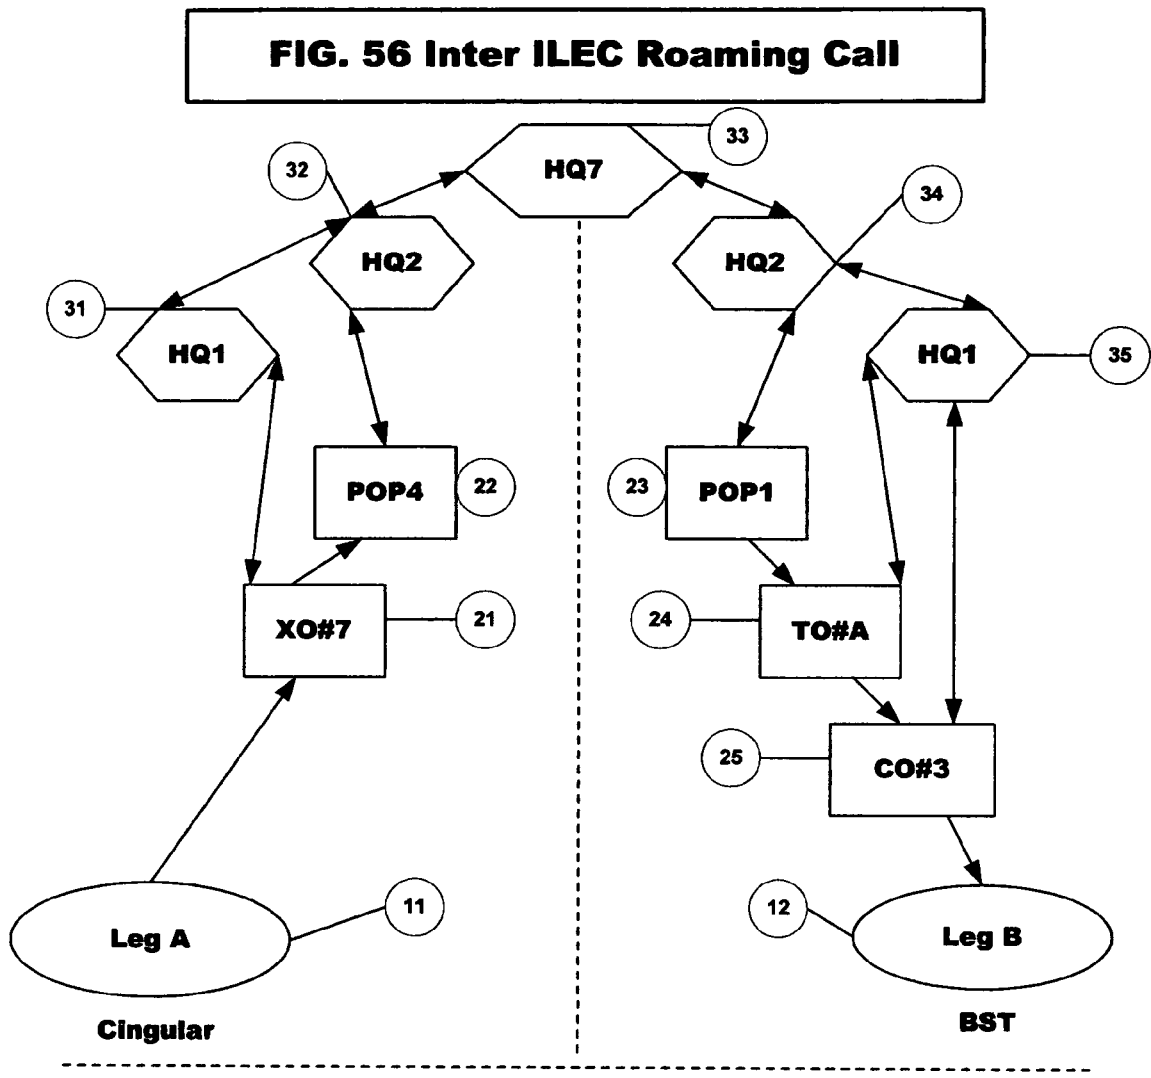 FIG. 56 Inter ILEC Roaming Call
33
HQ7
32
34
HQ2
HQ2
31
HQ1
HQ1
35
POP4
22
23
POP1
XO#7
21
24
TO#A
25
CO#3
11
12
Leg A
Leg B
Cingular
BST